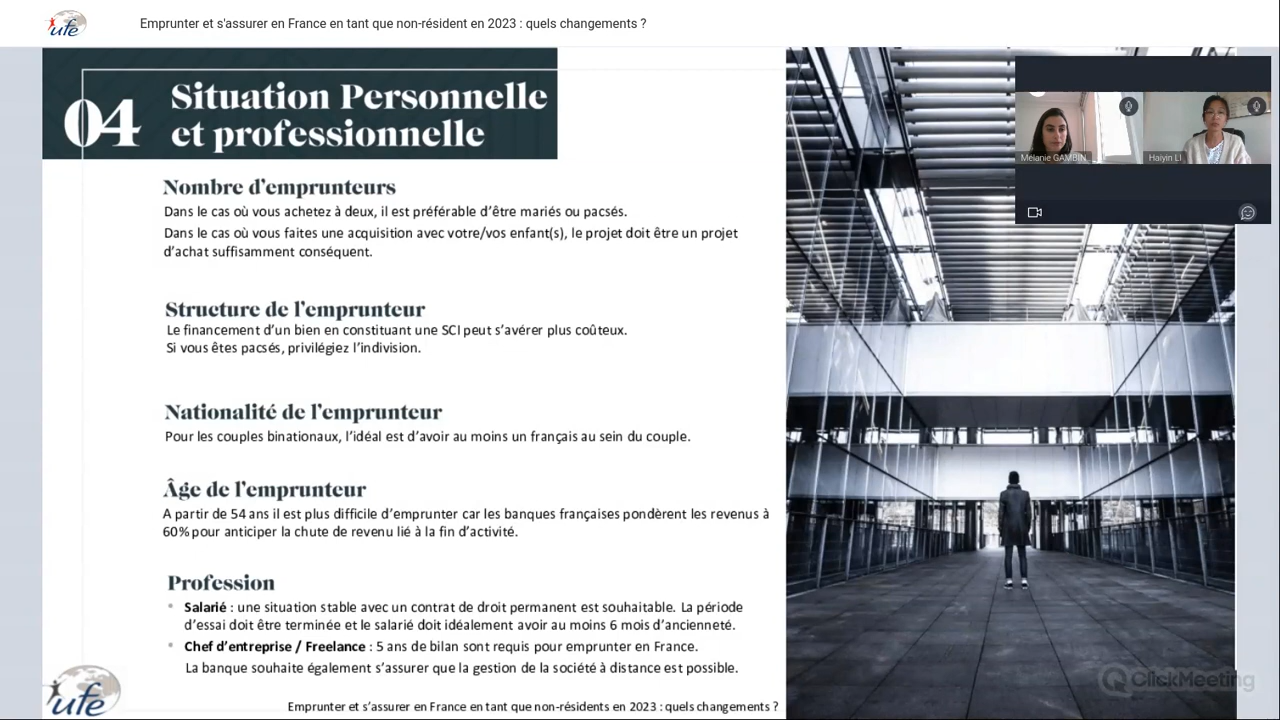 ufe
Emprunter et s'assurer en France en tant que non-résident en 2023 : quels changements ?
04
Situation Personnelle
et professionnelle
Mélanie GAMBIN...
Haiyin LI
Nombre d'emprunteurs
Dans le cas où vous achetez à deux, il est préférable d'être mariés ou pacsés.
Dans le cas où vous faites une acquisition avec votre/vos enfant(s), le projet doit être un projet
d'achat suffisamment conséquent.
Structure de l'emprunteur
Le financement d'un bien en constituant une SCI peut s'avérer plus coûteux.
Si vous êtes pacsés, privilégiez l'indivision.
Nationalité de l'emprunteur
Pour les couples binationaux, l'idéal est d'avoir au moins un français au sein du couple.
Âge de l'emprunteur
A partir de 54 ans il est plus difficile d'emprunter car les banques françaises pondèrent les revenus à
60% pour anticiper la chute de revenu lié à la fin d'activité.
Profession
• Salarié : une situation stable avec un contrat de droit permanent est souhaitable. La période
d'essai doit être terminée et le salarié doit idéalement avoir au moins 6 mois d'ancienneté.
• Chef d'entreprise / Freelance : 5 ans de bilan sont requis pour emprunter en France.
La banque souhaite également s'assurer que la gestion de la société à distance est possible.
ClickMeeting
ufe
Emprunter et s'assurer en France en tant que non-résidents en 2023 : quels changements ?